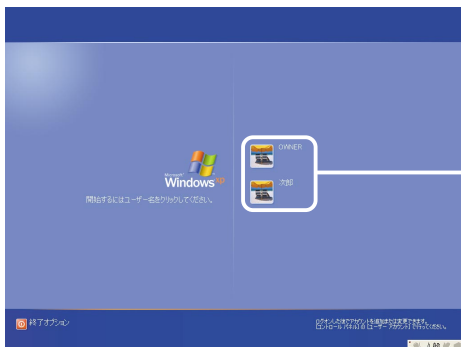 OWNER
Microsoft
Windows xp
次郎
開始するにはユーザー名をクリックしてください。
終了オプション
ログオンした後でアカウントを追加または変更できます。
[コントロール パネル] の [ユーザー アカウント] で行ってください。